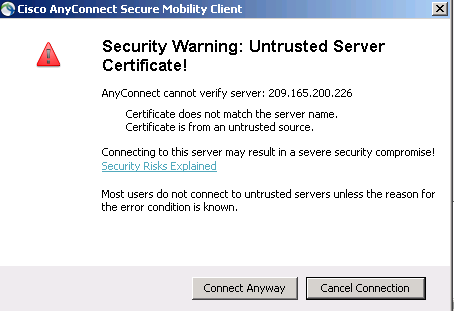 Cisco AnyConnect Secure Mobility Client
Security Warning: Untrusted Server
Certificate!
AnyConnect cannot verify server: 209.165.200.226
Certificate does not match the server name.
Certificate is from an untrusted source.
Connecting to this server may result in a severe security compromise!
Security Risks Explained
Most users do not connect to untrusted servers unless the reason for
the error condition is known.
Connect Anyway
Cancel Connection